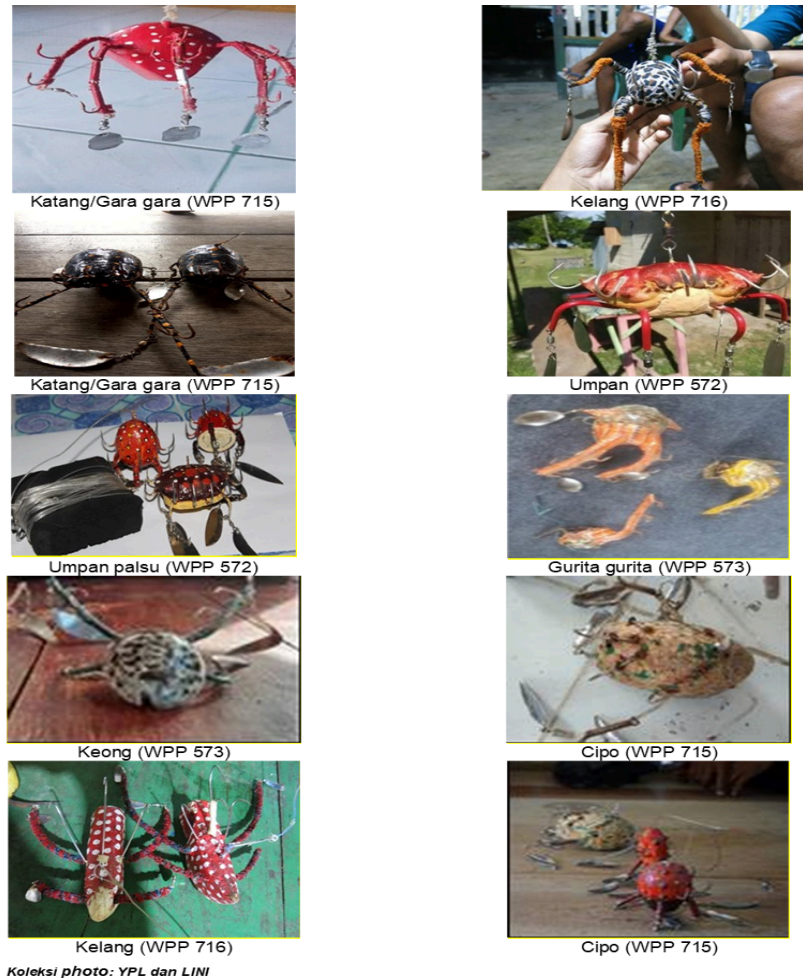 Katang/Gara gara (WPP 715)
Kelang (WPP 716)
Katang/Gara gara (WPP 715)
Umpan (WPP 572)
Umpan palsu (WPP 572)
Gurita gurita (WPP 573)
Keong (WPP 573)
Cipo (WPP 715)
Kelang (WPP 716)
Cipo (WPP 715)
Koleksi photo: YPL dan LINI